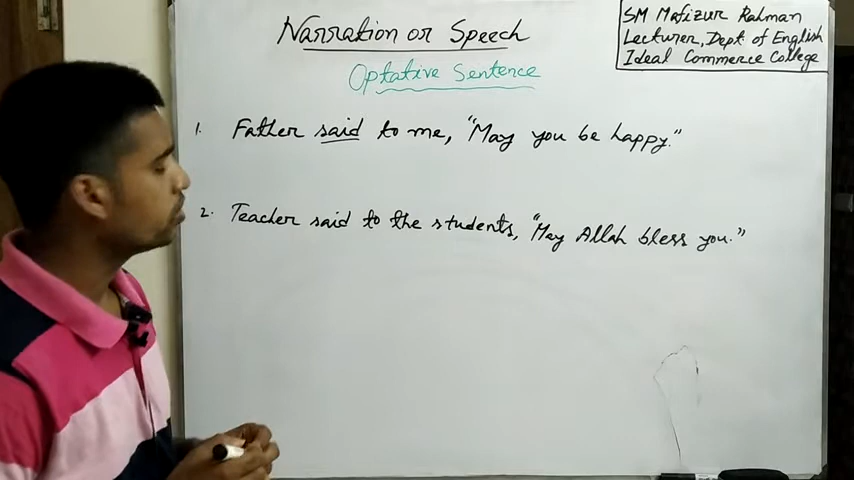 Narration or Speech
Optative Sentence
SM Mafizur Rahman
Lecturer, Dept. of English
Ideal Commerce College
1. Father said to me, "May you be happy."
2. Teacher said to the students, "May Allah bless you."